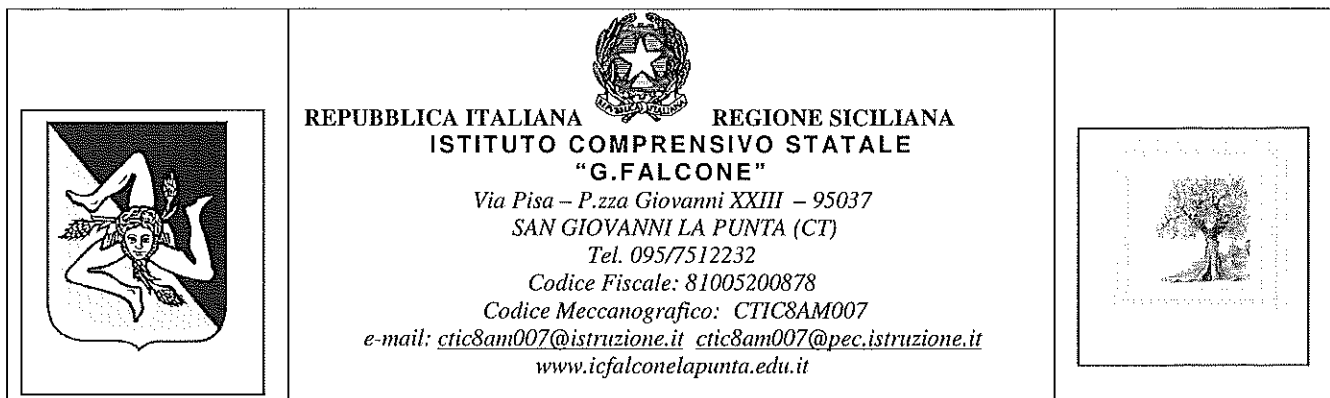 REPUBBLICA ITALIANA REGIONE SICILIANA
ISTITUTO COMPRENSIVO STATALE
“G.FALCONE”
Via Pisa – P.zza Giovanni XXIII – 95037
SAN GIOVANNI LA PUNTA (CT)
Tel. 095/7512232
Codice Fiscale: 81005200878
Codice Meccanografico: CTIC8AM007
e-mail: ctic8am007@istruzione.it ctic8am007@pec.istruzione.it
www.icfalconelapunta.edu.it